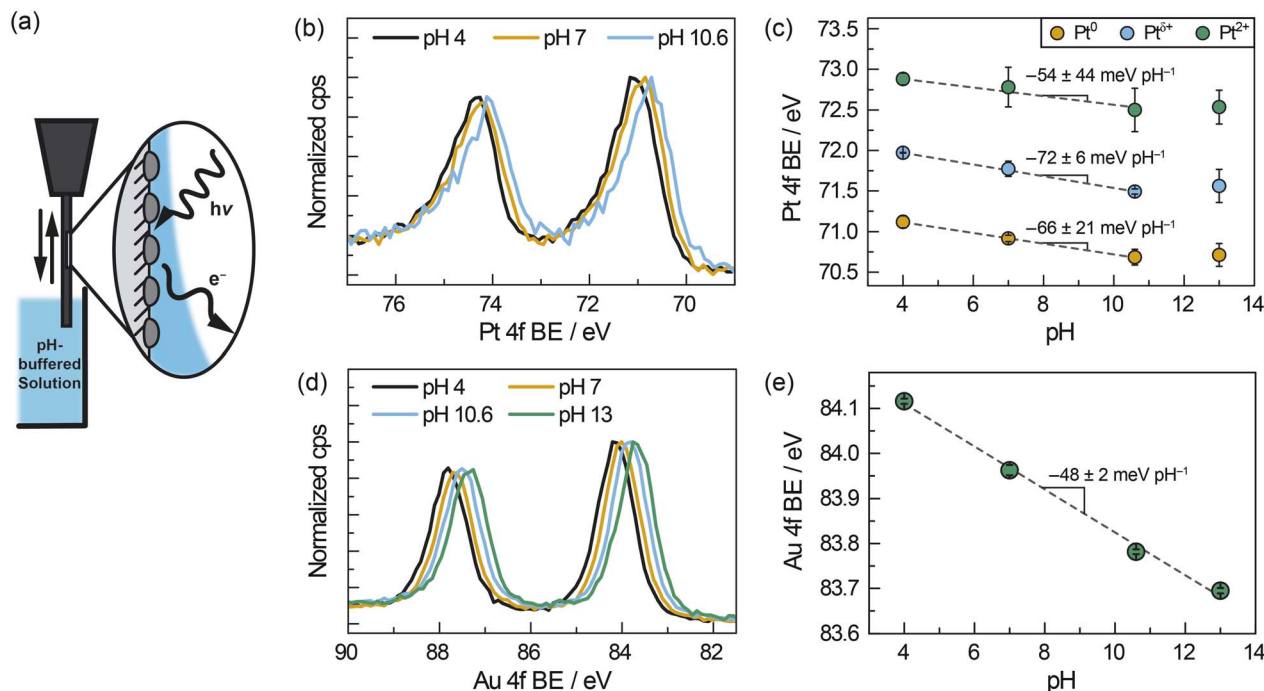 (a)
hν
e⁻
pH-
buffered
Solution
(b)
pH 4 pH 7 pH 10.6
Normalized cps
76 74 72 70
Pt 4f BE / eV
(c)
Pt⁰ Ptᵟ⁺ Pt²⁺
−54 ± 44 meV pH⁻¹
−72 ± 6 meV pH⁻¹
−66 ± 21 meV pH⁻¹
Pt 4f BE / eV
73.5
73.0
72.5
72.0
71.5
71.0
70.5
2 4 6 8 10 12 14
pH
(d)
pH 4 pH 7
pH 10.6 pH 13
Normalized cps
90 88 86 84 82
Au 4f BE / eV
(e)
−48 ± 2 meV pH⁻¹
Au 4f BE / eV
84.1
84.0
83.9
83.8
83.7
83.6
4 6 8 10 12 14
pH